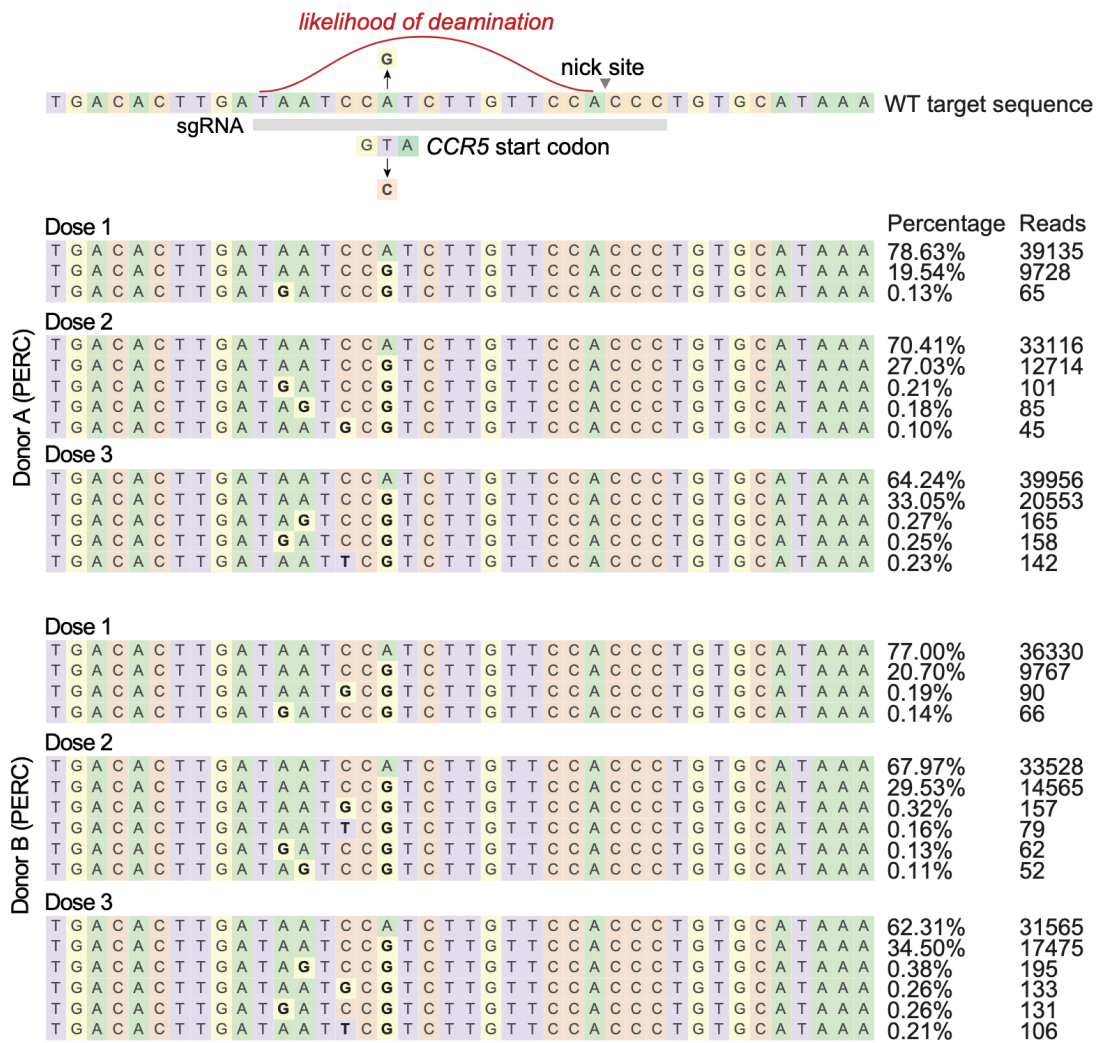 likelihood of deamination
G
nick site
T G A C A C T T G A T A A T C C A T C T T G T T C C A C C C T G T G C A T A A A WT target sequence
sgRNA
G T A CCR5 start codon
C
Dose 1 Percentage Reads
Donor A (PERC)
T G A C A C T T G A T A A T C C A T C T T G T T C C A C C C T G T G C A T A A A 78.63% 39135
T G A C A C T T G A T A A T C C G T C T T G T T C C A C C C T G T G C A T A A A 19.54% 9728
T G A C A C T T G A T G A T C C G T C T T G T T C C A C C C T G T G C A T A A A 0.13% 65
Dose 2
T G A C A C T T G A T A A T C C A T C T T G T T C C A C C C T G T G C A T A A A 70.41% 33116
T G A C A C T T G A T A A T C C G T C T T G T T C C A C C C T G T G C A T A A A 27.03% 12714
T G A C A C T T G A T G A T C C G T C T T G T T C C A C C C T G T G C A T A A A 0.21% 101
T G A C A C T T G A T A G T C C G T C T T G T T C C A C C C T G T G C A T A A A 0.18% 85
T G A C A C T T G A T A A T G C G T C T T G T T C C A C C C T G T G C A T A A A 0.10% 45
Dose 3
T G A C A C T T G A T A A T C C A T C T T G T T C C A C C C T G T G C A T A A A 64.24% 39956
T G A C A C T T G A T A A T C C G T C T T G T T C C A C C C T G T G C A T A A A 33.05% 20553
T G A C A C T T G A T A G T C C G T C T T G T T C C A C C C T G T G C A T A A A 0.27% 165
T G A C A C T T G A T G A T C C G T C T T G T T C C A C C C T G T G C A T A A A 0.25% 158
T G A C A C T T G A T A A T T C G T C T T G T T C C A C C C T G T G C A T A A A 0.23% 142
Dose 1
Donor B (PERC)
T G A C A C T T G A T A A T C C A T C T T G T T C C A C C C T G T G C A T A A A 77.00% 36330
T G A C A C T T G A T A A T C C G T C T T G T T C C A C C C T G T G C A T A A A 20.70% 9767
T G A C A C T T G A T A A T G C G T C T T G T T C C A C C C T G T G C A T A A A 0.19% 90
T G A C A C T T G A T G A T C C G T C T T G T T C C A C C C T G T G C A T A A A 0.14% 66
Dose 2
T G A C A C T T G A T A A T C C A T C T T G T T C C A C C C T G T G C A T A A A 67.97% 33528
T G A C A C T T G A T A A T C C G T C T T G T T C C A C C C T G T G C A T A A A 29.53% 14565
T G A C A C T T G A T A A T G C G T C T T G T T C C A C C C T G T G C A T A A A 0.32% 157
T G A C A C T T G A T A A T T C G T C T T G T T C C A C C C T G T G C A T A A A 0.16% 79
T G A C A C T T G A T G A T C C G T C T T G T T C C A C C C T G T G C A T A A A 0.13% 62
T G A C A C T T G A T A G T C C G T C T T G T T C C A C C C T G T G C A T A A A 0.11% 52
Dose 3
T G A C A C T T G A T A A T C C A T C T T G T T C C A C C C T G T G C A T A A A 62.31% 31565
T G A C A C T T G A T A A T C C G T C T T G T T C C A C C C T G T G C A T A A A 34.50% 17475
T G A C A C T T G A T A G T C C G T C T T G T T C C A C C C T G T G C A T A A A 0.38% 195
T G A C A C T T G A T A A T G C G T C T T G T T C C A C C C T G T G C A T A A A 0.26% 133
T G A C A C T T G A T G A T C C G T C T T G T T C C A C C C T G T G C A T A A A 0.26% 131
T G A C A C T T G A T A A T T C G T C T T G T T C C A C C C T G T G C A T A A A 0.21% 106